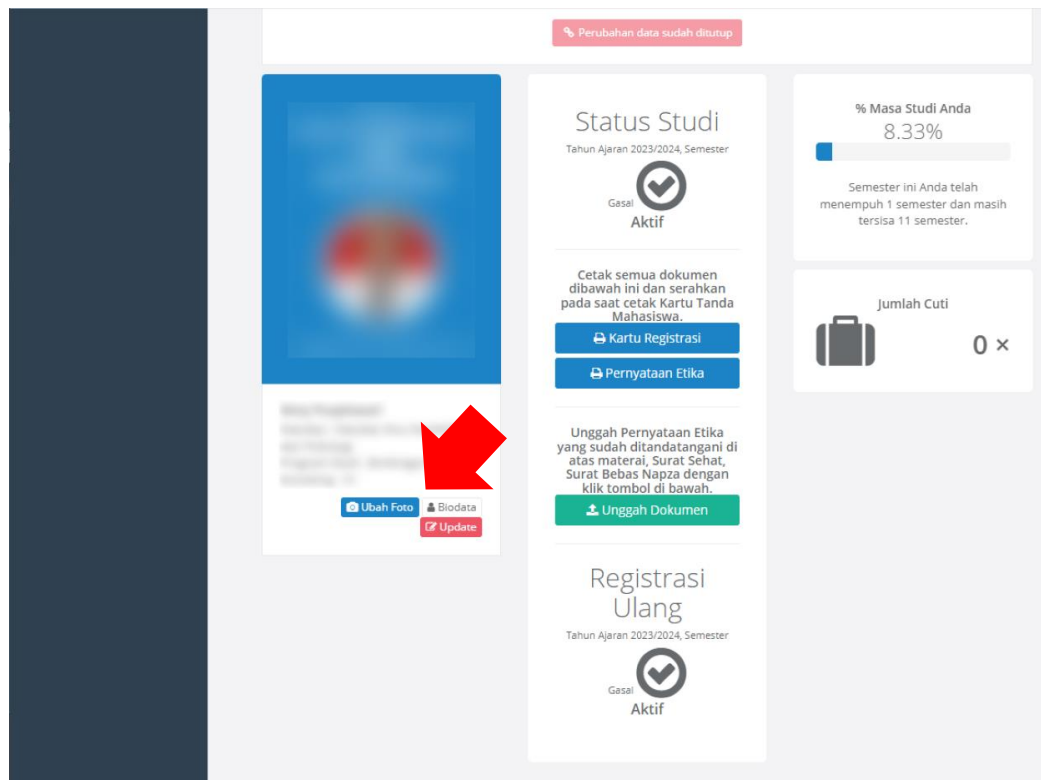 Perubahan data sudah ditutup
Ubah Foto
Biodata
Update
Status Studi
Tahun Ajaran 2023/2024, Semester
Gasal
Aktif
Cetak semua dokumen
dibawah ini dan serahkan
pada saat cetak Kartu Tanda
Mahasiswa.
Kartu Registrasi
Pernyataan Etika
Unggah Pernyataan Etika
yang sudah ditandatangani di
atas materai, Surat Sehat,
Surat Bebas Napza dengan
klik tombol di bawah.
Unggah Dokumen
Registrasi
Ulang
Tahun Ajaran 2023/2024, Semester
Gasal
Aktif
% Masa Studi Anda
8.33%
Semester ini Anda telah
menempuh 1 semester dan masih
tersisa 11 semester.
Jumlah Cuti
0 ×